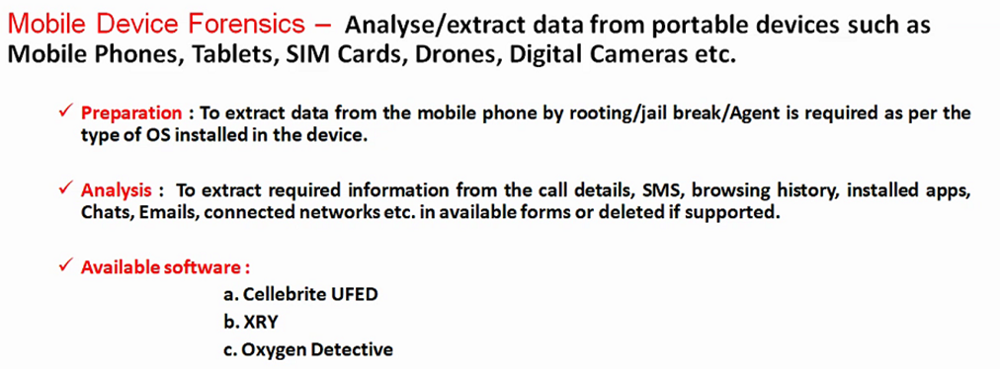 Mobile Device Forensics – Analyse/extract data from portable devices such as
Mobile Phones, Tablets, SIM Cards, Drones, Digital Cameras etc.
✓ Preparation : To extract data from the mobile phone by rooting/jail break/Agent is required as per the
type of OS installed in the device.
✓ Analysis : To extract required information from the call details, SMS, browsing history, installed apps,
Chats, Emails, connected networks etc. in available forms or deleted if supported.
✓ Available software :
a. Cellebrite UFED
b. XRY
c. Oxygen Detective